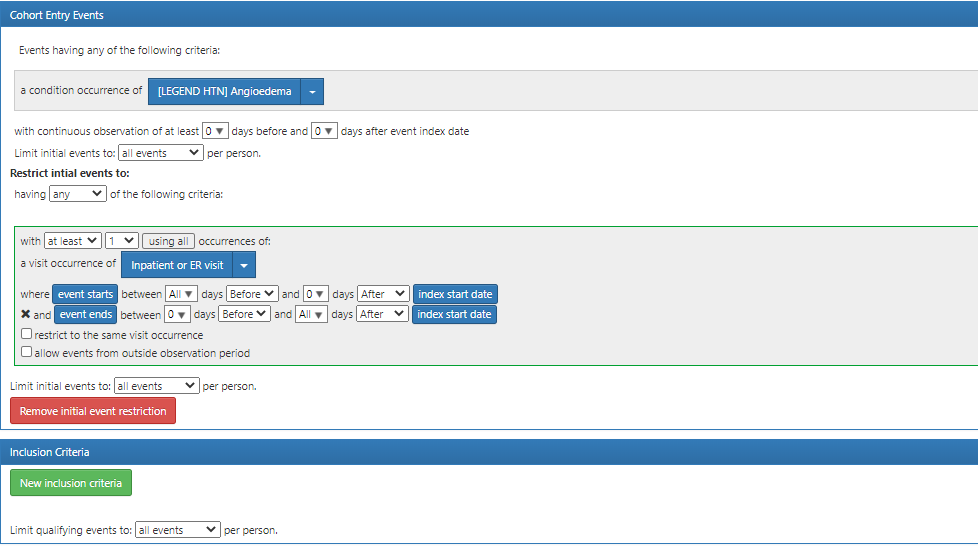 Cohort Entry Events
Events having any of the following criteria:
a condition occurrence of [LEGEND HTN] Angioedema
with continuous observation of at least 0 ▼ days before and 0 ▼ days after event index date
Limit initial events to: all events per person.
Restrict intial events to:
having any of the following criteria:
with at least 1 using all occurrences of:
a visit occurrence of Inpatient or ER visit
where event starts between All ▼ days Before and 0 ▼ days After index start date
✖ and event ends between 0 ▼ days Before and All ▼ days After index start date
restrict to the same visit occurrence
allow events from outside observation period
Limit initial events to: all events per person.
Remove initial event restriction
Inclusion Criteria
New inclusion criteria
Limit qualifying events to: all events per person.